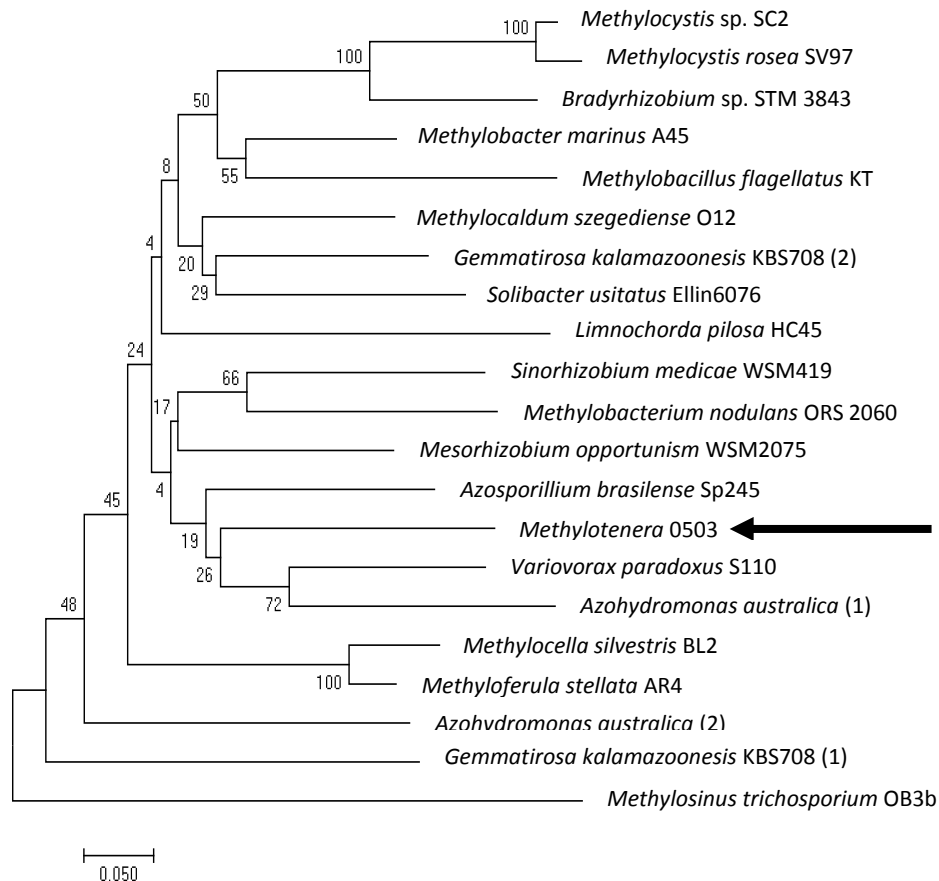 Methylocystis sp. SC2
100
Methylocystis rosea SV97
100
Bradyrhizobium sp. STM 3843
50
Methylobacter marinus A45
8
55
Methylobacillus flagellatus KT
Methylocaldum szegediense O12
4
20
Gemmatirosa kalamazoonesis KBS708 (2)
29
Solibacter usitatus Ellin6076
Limnochorda pilosa HC45
24
Sinorhizobium medicae WSM419
66
17
Methylobacterium nodulans ORS 2060
Mesorhizobium opportunism WSM2075
4
45
Azosporillium brasilense Sp245
19
Methylotenera 0503
26
Variovorax paradoxus S110
72
Azohydromonas australica (1)
48
Methylocella silvestris BL2
100
Methyloferula stellata AR4
Azohydromonas australica (2)
Gemmatirosa kalamazoonesis KBS708 (1)
Methylosinus trichosporium OB3b
0.050